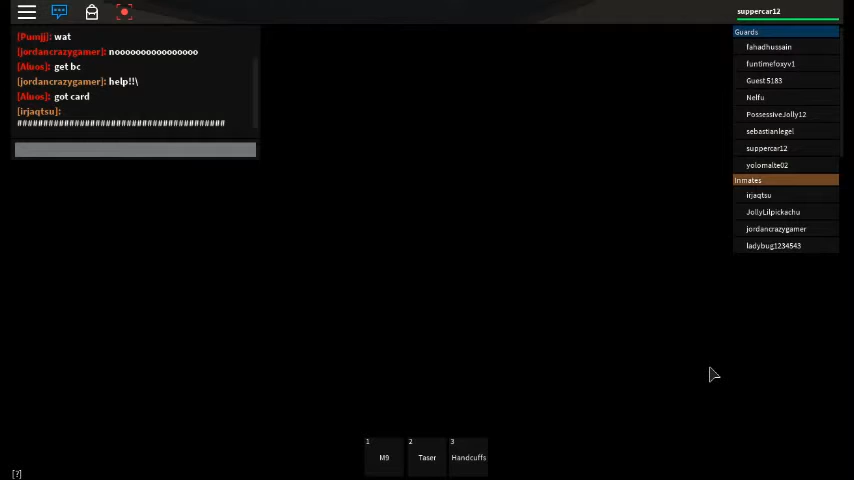 suppercar12
[Pumjj]: wat
[jordancrazygamer]: nooooooooooooooo
[Aluos]: get bc
[jordancrazygamer]: help!!\
[Aluos]: got card
[irjaqtsu]:
########################################
Guards
fahadhussain
funtimefoxyv1
Guest 5183
Nelfu
PossessiveJolly12
sebastianlegel
suppercar12
yolomalte02
Inmates
irjaqtsu
JollyLilpickachu
jordancrazygamer
ladybug1234543
1 2 3
M9 Taser Handcuffs
[?]